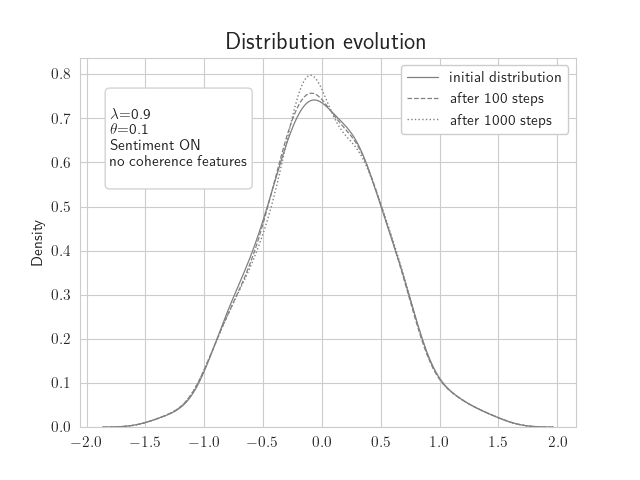 Distribution evolution
initial distribution
after 100 steps
after 1000 steps
λ=0.9
θ=0.1
Sentiment ON
no coherence features
Density
0.8
0.7
0.6
0.5
0.4
0.3
0.2
0.1
0.0
−2.0 −1.5 −1.0 −0.5 0.0 0.5 1.0 1.5 2.0